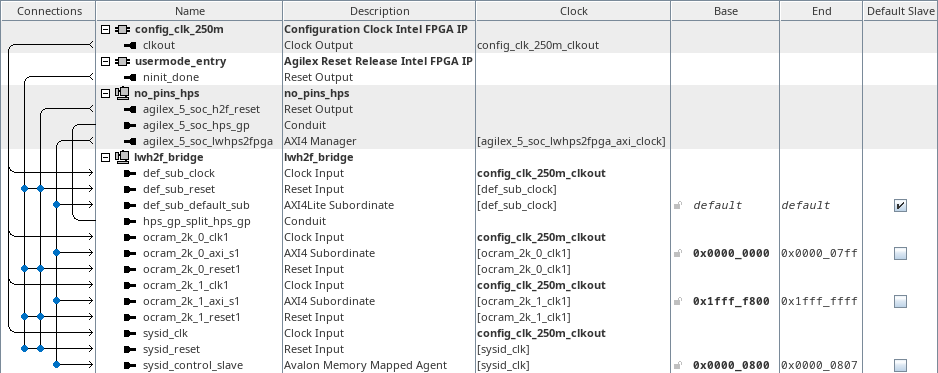 Connections Name Description Clock Base End Default Slave
config_clk_250m Configuration Clock Intel FPGA IP
clkout Clock Output config_clk_250m_clkout
usermode_entry Agilex Reset Release Intel FPGA IP
ninit_done Reset Output
no_pins_hps no_pins_hps
agilex_5_soc_h2f_reset Reset Output
agilex_5_soc_hps_gp Conduit
agilex_5_soc_lwhps2fpga AXI4 Manager [agilex_5_soc_lwhps2fpga_axi_clock]
lwh2f_bridge lwh2f_bridge
def_sub_clock Clock Input config_clk_250m_clkout
def_sub_reset Reset Input [def_sub_clock]
def_sub_default_sub AXI4Lite Subordinate [def_sub_clock] default default
hps_gp_split_hps_gp Conduit
ocram_2k_0_clk1 Clock Input config_clk_250m_clkout
ocram_2k_0_axi_s1 AXI4 Subordinate [ocram_2k_0_clk1] 0x0000_0000 0x0000_07ff
ocram_2k_0_reset1 Reset Input [ocram_2k_0_clk1]
ocram_2k_1_clk1 Clock Input config_clk_250m_clkout
ocram_2k_1_axi_s1 AXI4 Subordinate [ocram_2k_1_clk1] 0x1fff_f800 0x1fff_ffff
ocram_2k_1_reset1 Reset Input [ocram_2k_1_clk1]
sysid_clk Clock Input config_clk_250m_clkout
sysid_reset Reset Input [sysid_clk]
sysid_control_slave Avalon Memory Mapped Agent [sysid_clk] 0x0000_0800 0x0000_0807